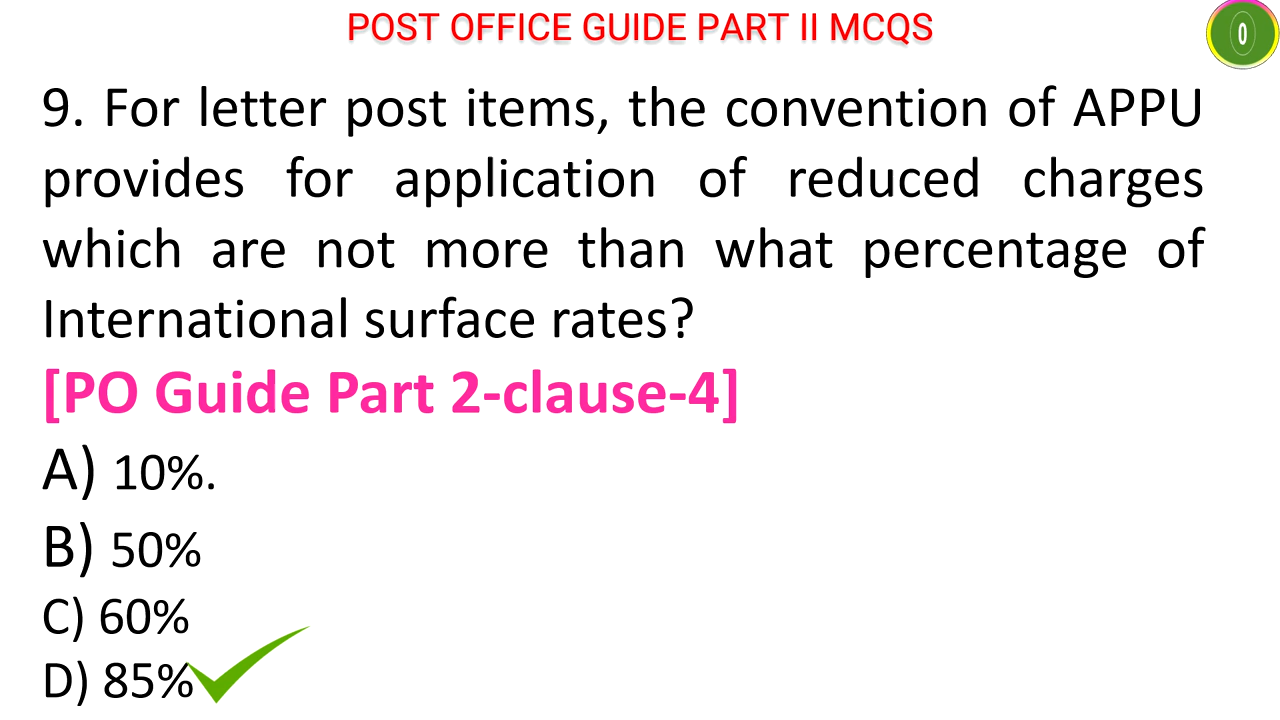 POST OFFICE GUIDE PART II MCQS
0
9. For letter post items, the convention of APPU
provides for application of reduced charges
which are not more than what percentage of
International surface rates?
[PO Guide Part 2-clause-4]
A) 10%.
B) 50%
C) 60%
D) 85%